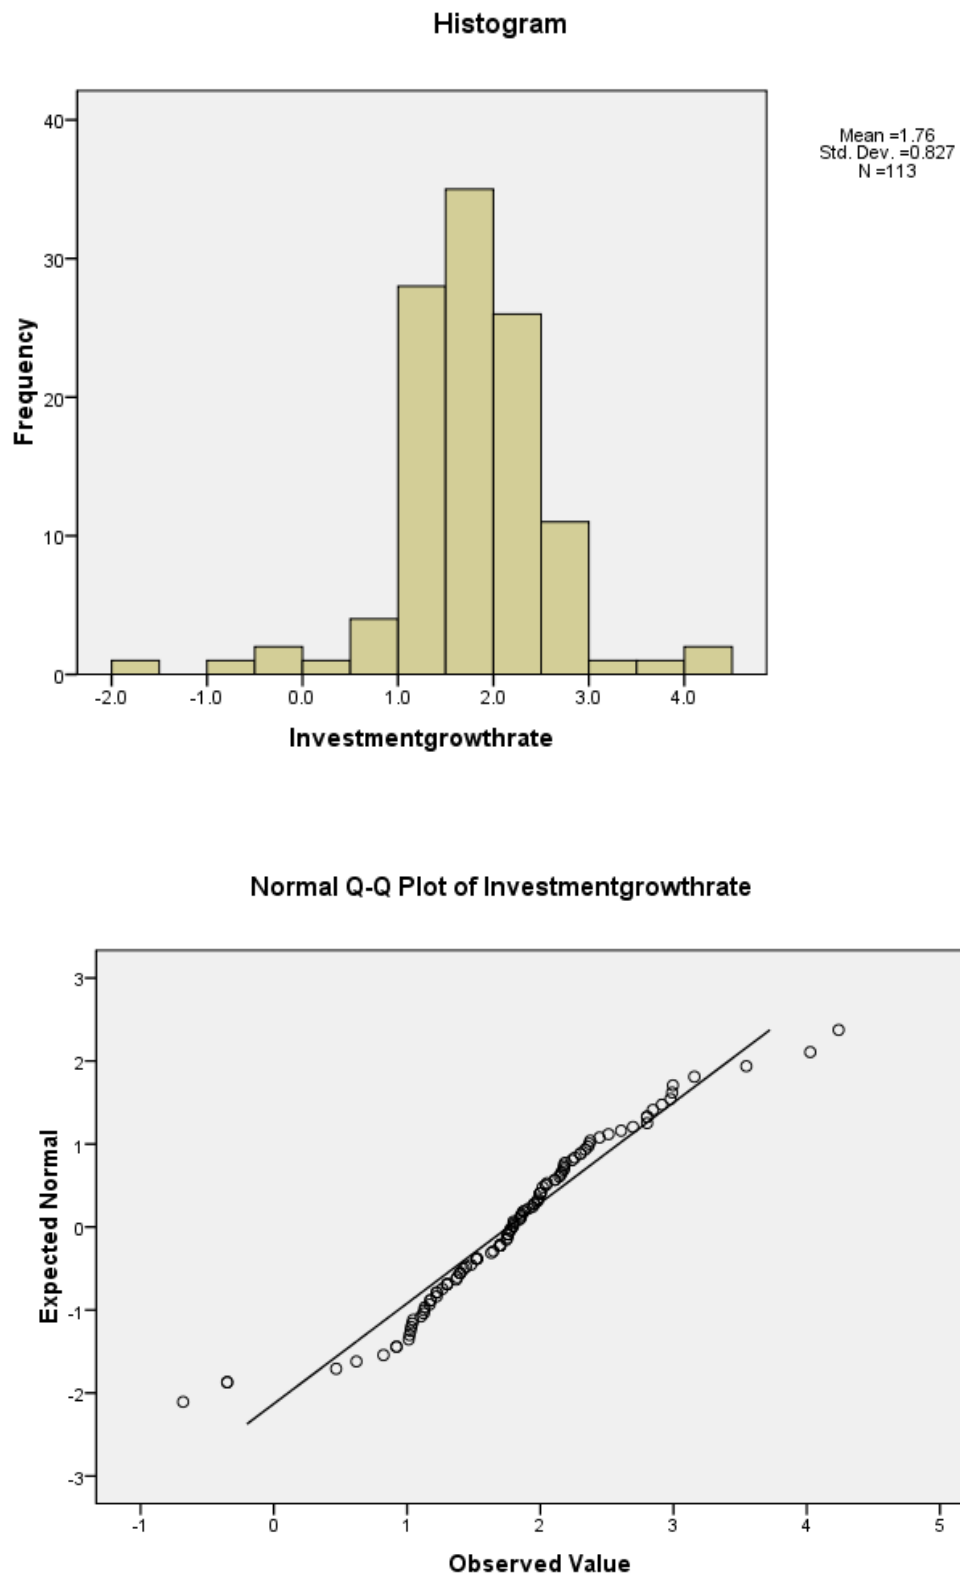 Histogram
40
30
20
10
0
Frequency
-2.0 -1.0 0.0 1.0 2.0 3.0 4.0
Investmentgrowthrate
Mean =1.76
Std. Dev. =0.827
N =113
Normal Q-Q Plot of Investmentgrowthrate
3
2
1
0
-1
-2
-3
Expected Normal
-1 0 1 2 3 4 5
Observed Value